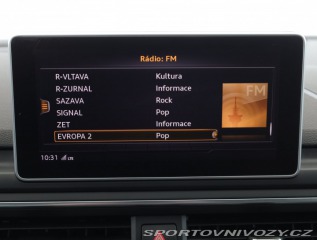 Rádio: FM
R-VLTAVA Kultura
R-ZURNAL Informace
SAZAVA Rock
SIGNAL Pop
ZET Informace
EVROPA 2 Pop
FM
10:31
SPORTOVNIVOZY.CZ